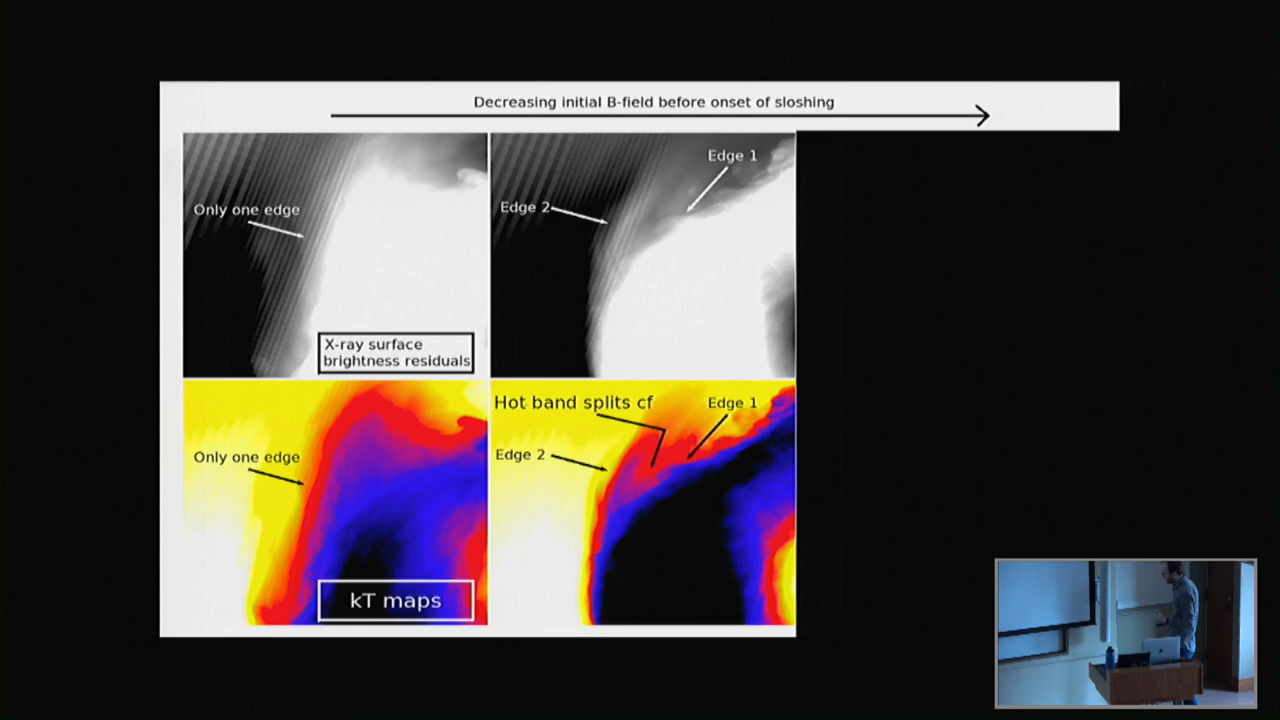 Decreasing initial B-field before onset of sloshing
Only one edge
X-ray surface
brightness residuals
Edge 1
Edge 2
Only one edge
kT maps
Hot band splits cf
Edge 1
Edge 2